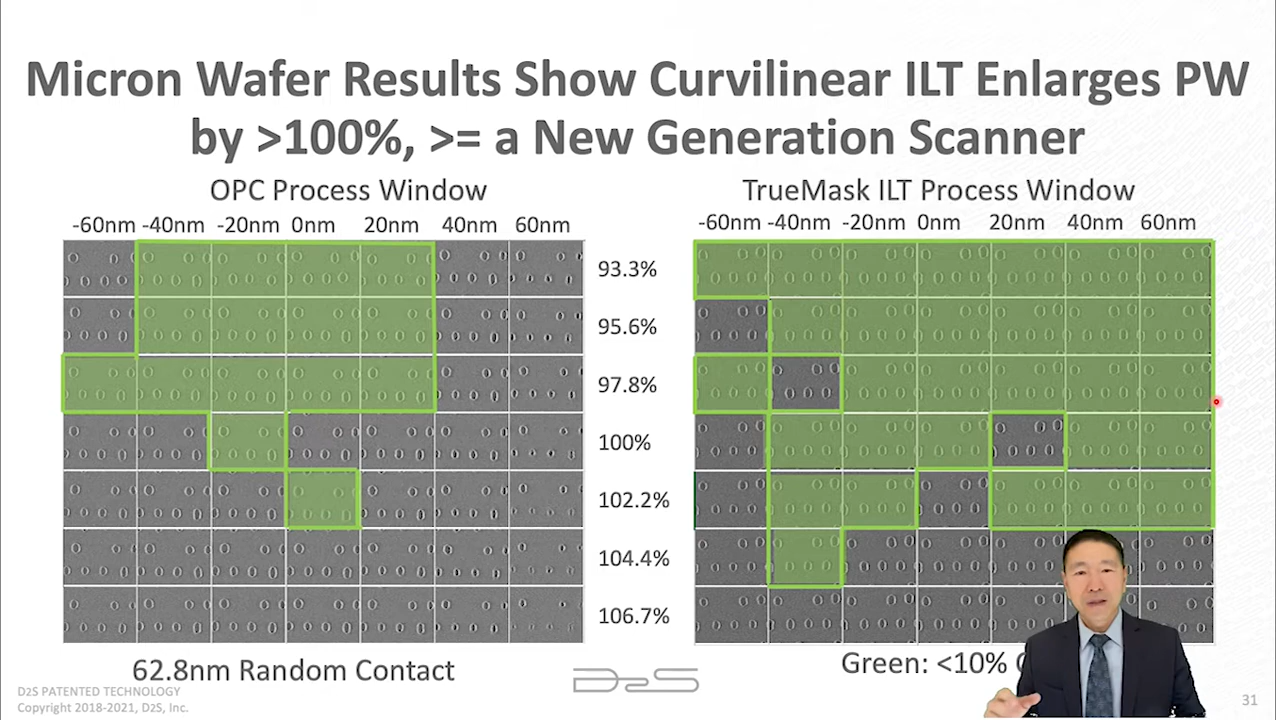 Micron Wafer Results Show Curvilinear ILT Enlarges PW
by >100%, >= a New Generation Scanner
OPC Process Window
TrueMask ILT Process Window
-60nm -40nm -20nm 0nm 20nm 40nm 60nm
-60nm -40nm -20nm 0nm 20nm 40nm 60nm
93.3%
95.6%
97.8%
100%
102.2%
104.4%
106.7%
62.8nm Random Contact
D2S
Green: <10%
D2S PATENTED TECHNOLOGY
Copyright 2018-2021, D2S, Inc.
31